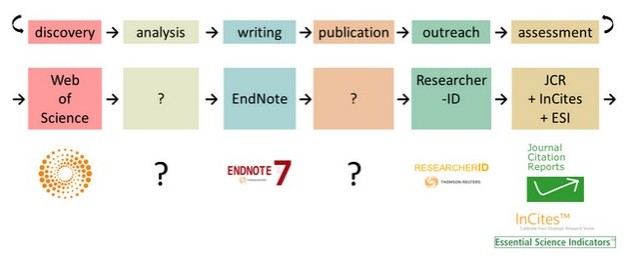 discovery
analysis
writing
publication
outreach
assessment
Web
of
Science
?
EndNote
?
Researcher
-ID
JCR
+ InCites
+ ESI
?
ENDNOTE 7
?
RESEARCHERID
THOMSON REUTERS
Journal
Citation
Reports
InCites™
Essential Science Indicators